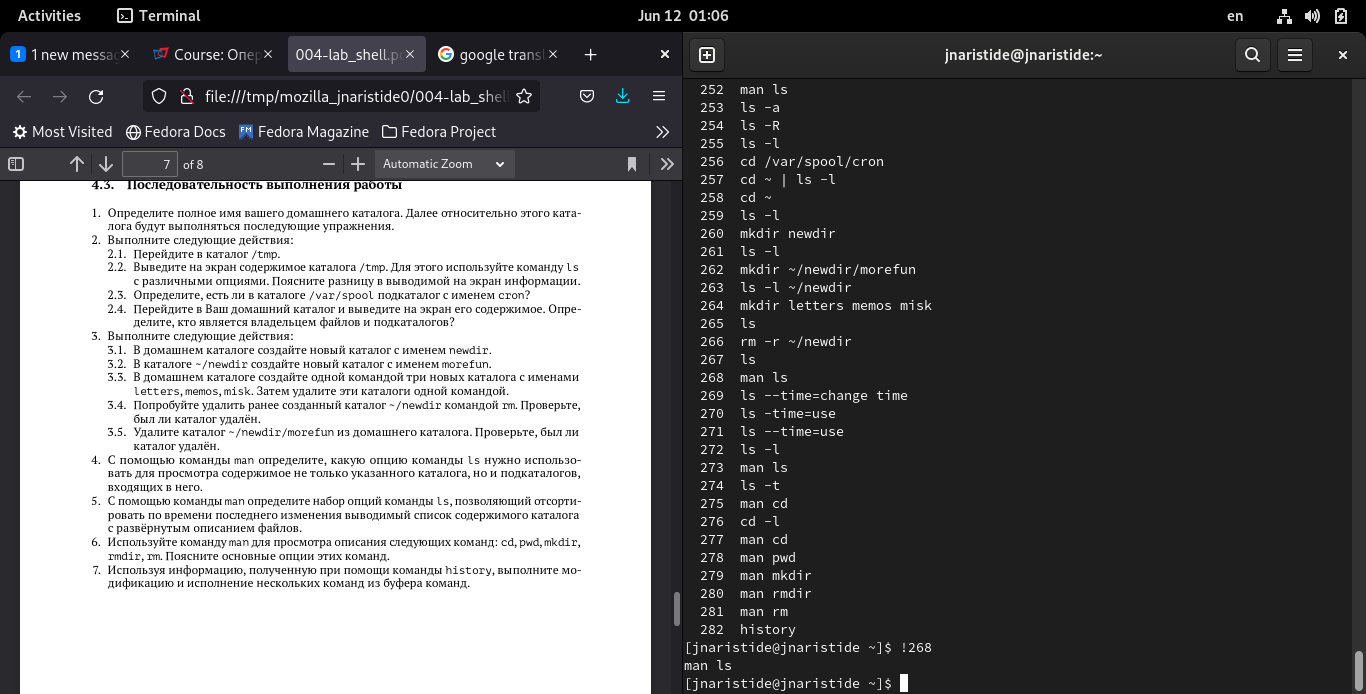 Activities
Terminal
Jun 12 01:06
en
1 new messag
Course: Опер
004-lab_shell.pd
google transl
jnaristide@jnaristide:~
file:///tmp/mozilla_jnaristide0/004-lab_shel
Most Visited
Fedora Docs
Fedora Magazine
Fedora Project
7 of 8
Automatic Zoom
4.3. Последовательность выполнения работы
1. Определите полное имя вашего домашнего каталога. Далее относительно этого ката-
лога будут выполняться последующие упражнения.
2. Выполните следующие действия:
2.1. Перейдите в каталог /tmp.
2.2. Выведите на экран содержимое каталога /tmp. Для этого используйте команду ls
с различными опциями. Поясните разницу в выводимой на экран информации.
2.3. Определите, есть ли в каталоге /var/spool подкаталог с именем cron?
2.4. Перейдите в Ваш домашний каталог и выведите на экран его содержимое. Опре-
делите, кто является владельцем файлов и подкаталогов?
3. Выполните следующие действия:
3.1. В домашнем каталоге создайте новый каталог с именем newdir.
3.2. В каталоге ~/newdir создайте новый каталог с именем morefun.
3.3. В домашнем каталоге создайте одной командой три новых каталога с именами
letters, memos, misk. Затем удалите эти каталоги одной командой.
3.4. Попробуйте удалить ранее созданный каталог ~/newdir командой rm. Проверьте,
был ли каталог удалён.
3.5. Удалите каталог ~/newdir/morefun из домашнего каталога. Проверьте, был ли
каталог удалён.
4. С помощью команды man определите, какую опцию команды ls нужно использо-
вать для просмотра содержимое не только указанного каталога, но и подкаталогов,
входящих в него.
5. С помощью команды man определите набор опций команды ls, позволяющий отсорти-
ровать по времени последнего изменения выводимый список содержимого каталога
с развёрнутым описанием файлов.
6. Используйте команду man для просмотра описания следующих команд: cd, pwd, mkdir,
rmdir, rm. Поясните основные опции этих команд.
7. Используя информацию, полученную при помощи команды history, выполните мо-
дификацию и исполнение нескольких команд из буфера команд.
252 man ls
253 ls -a
254 ls -R
255 ls -l
256 cd /var/spool/cron
257 cd ~ | ls -l
258 cd ~
259 ls -l
260 mkdir newdir
261 ls -l
262 mkdir ~/newdir/morefun
263 ls -l ~/newdir
264 mkdir letters memos misk
265 ls
266 rm -r ~/newdir
267 ls
268 man ls
269 ls --time=change time
270 ls -time=use
271 ls --time=use
272 ls -l
273 man ls
274 ls -t
275 man cd
276 cd -l
277 man cd
278 man pwd
279 man mkdir
280 man rmdir
281 man rm
282 history
[jnaristide@jnaristide ~]$ !268
man ls
[jnaristide@jnaristide ~]$